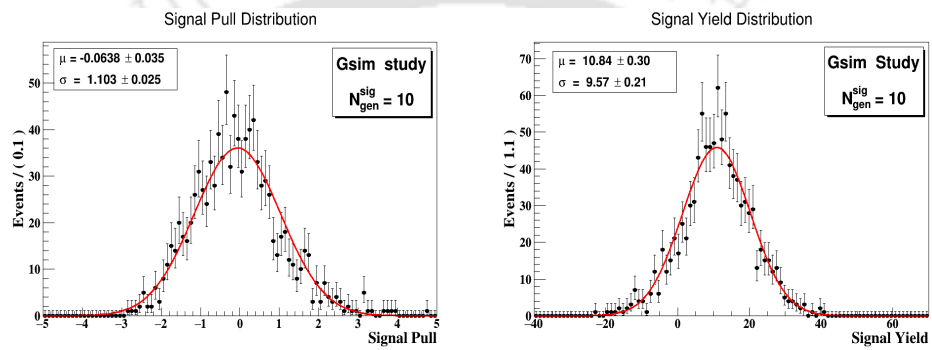 Signal Pull Distribution
μ = -0.0638 ± 0.035
σ = 1.103 ± 0.025
Gsim study
N^sig_gen = 10
Events / ( 0.1 )
50
40
30
20
10
0
-5 -4 -3 -2 -1 0 1 2 3 4 5
Signal Pull
Signal Yield Distribution
μ = 10.84 ± 0.30
σ = 9.57 ± 0.21
Gsim Study
N^sig_gen = 10
Events / ( 1.1 )
70
60
50
40
30
20
10
0
-40 -20 0 20 40 60
Signal Yield